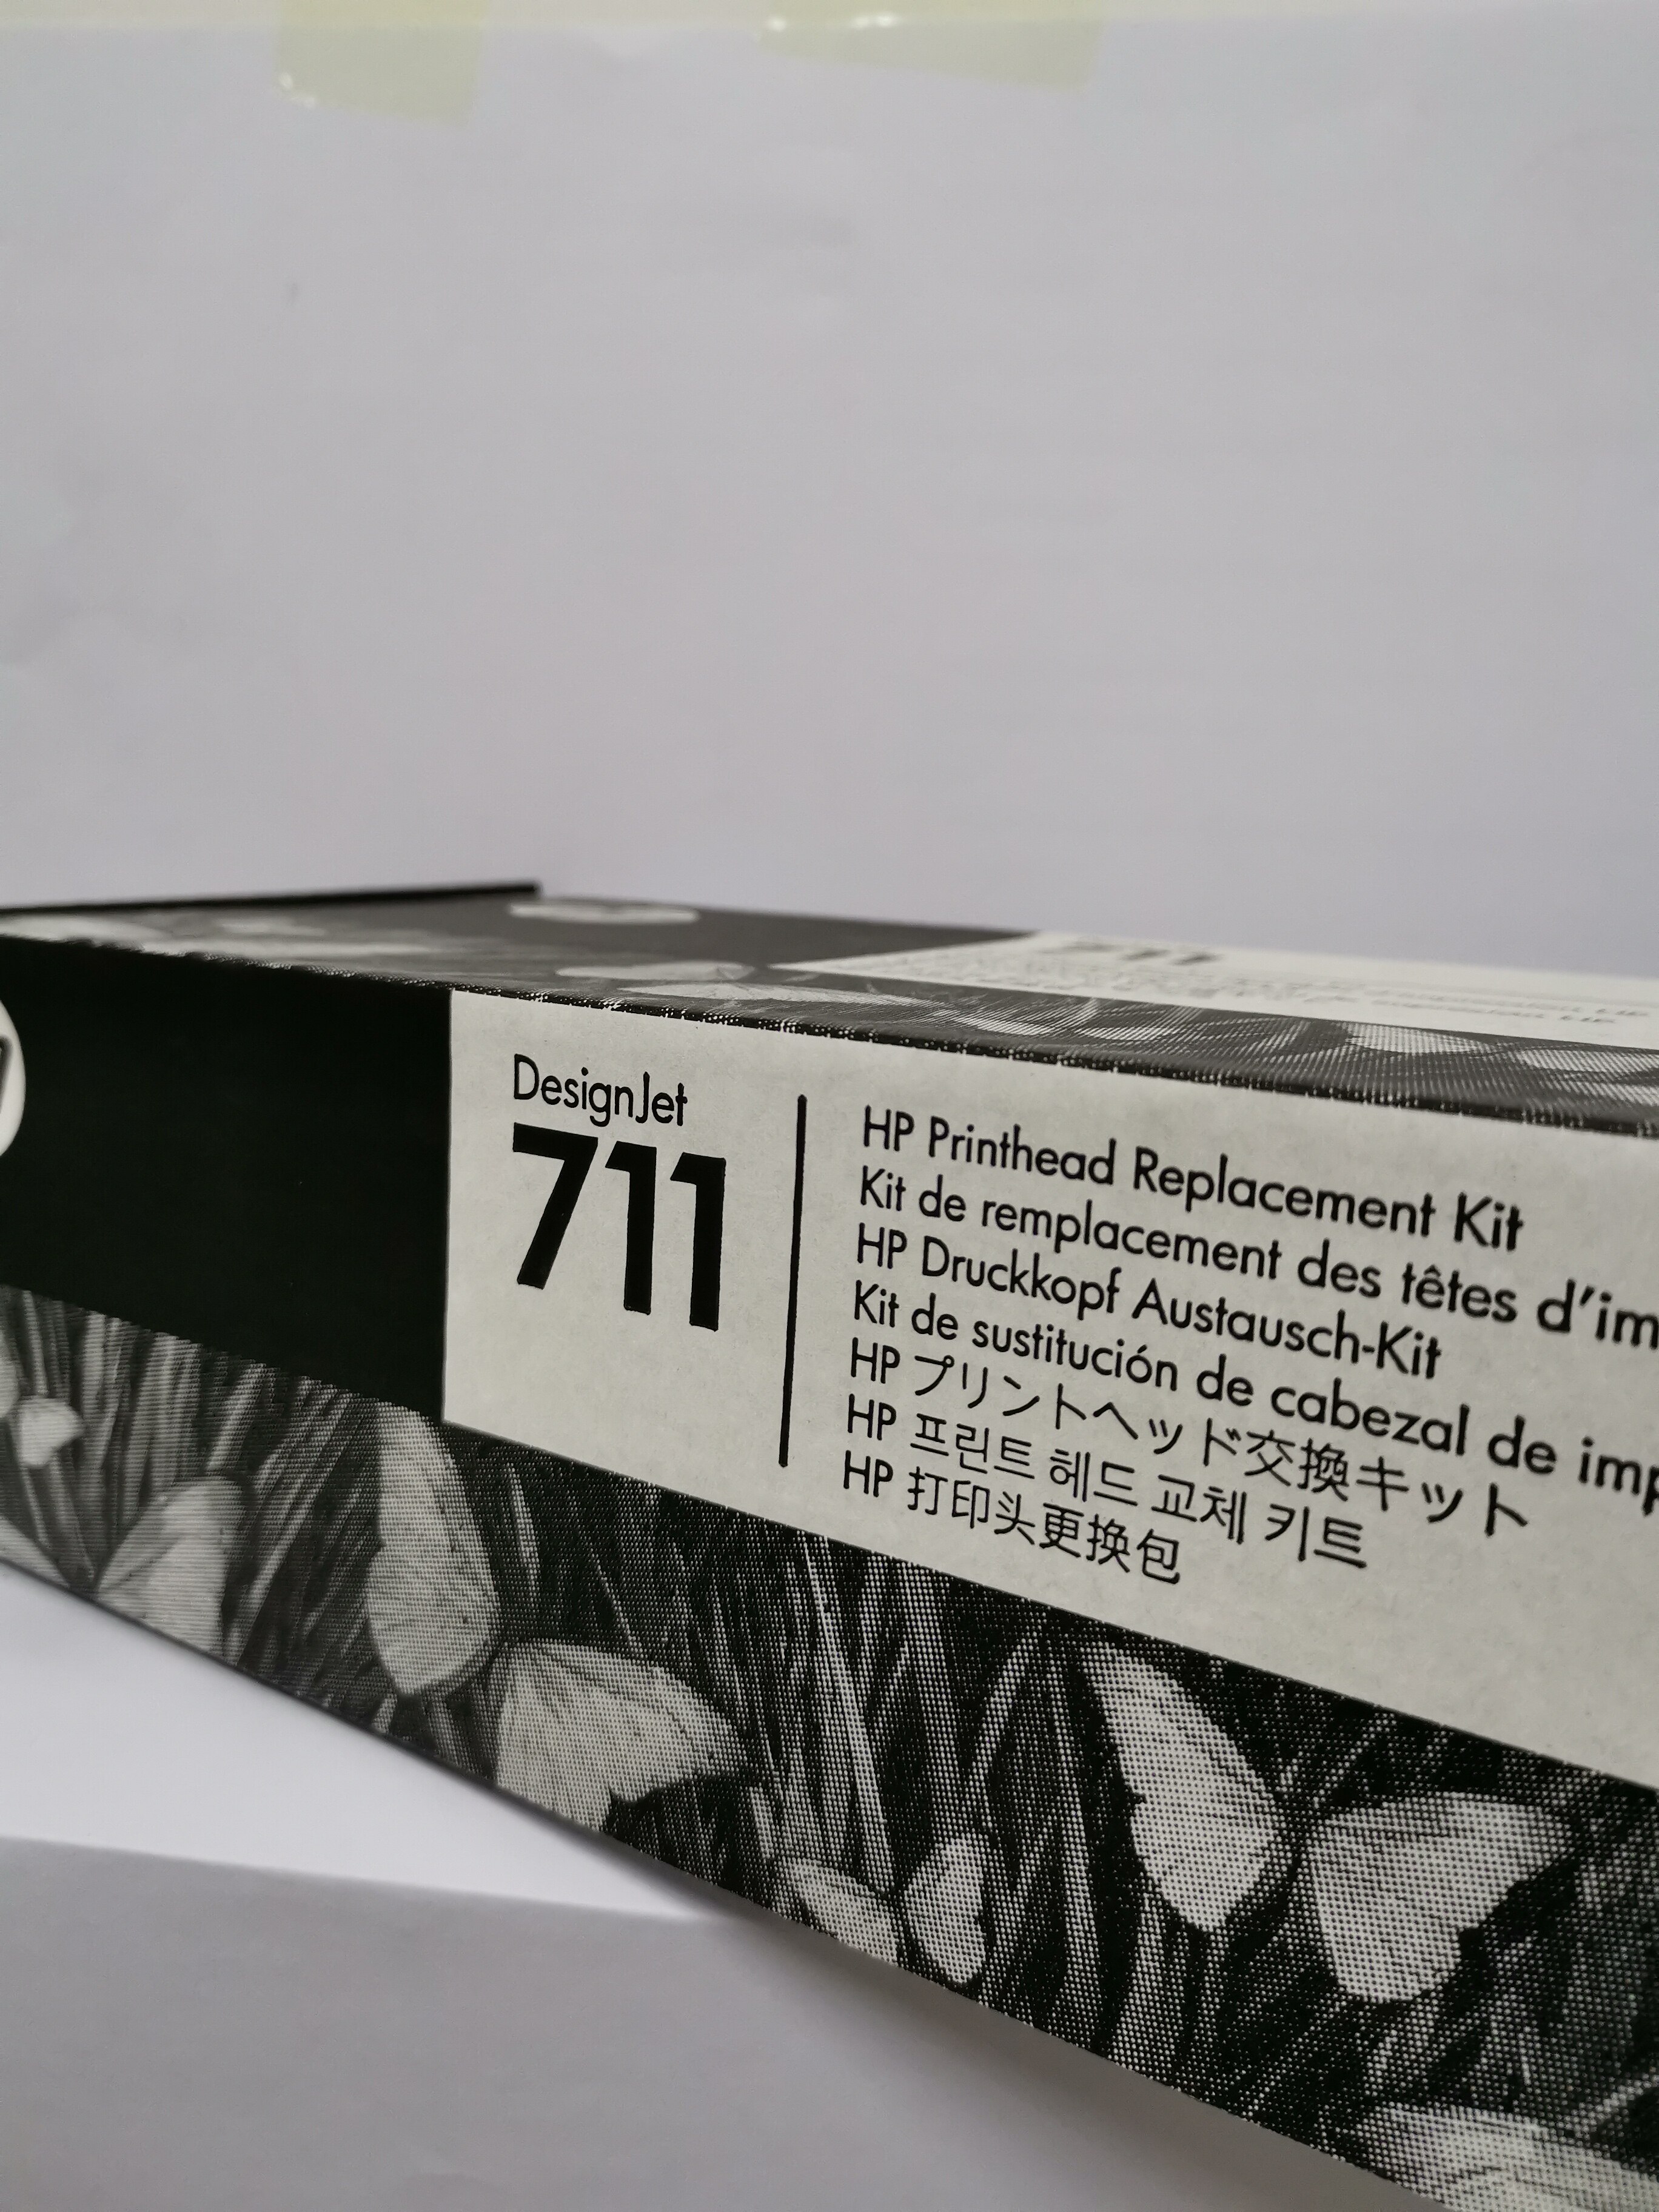 DesignJet
711
HP Printhead Replacement Kit
Kit de remplacement des têtes d'im
HP Druckkopf Austausch-Kit
Kit de sustitución de cabezal de imp
HP プリントヘッド交換キット
HP 프린트 헤드 교체 키트
HP 打印头更换包